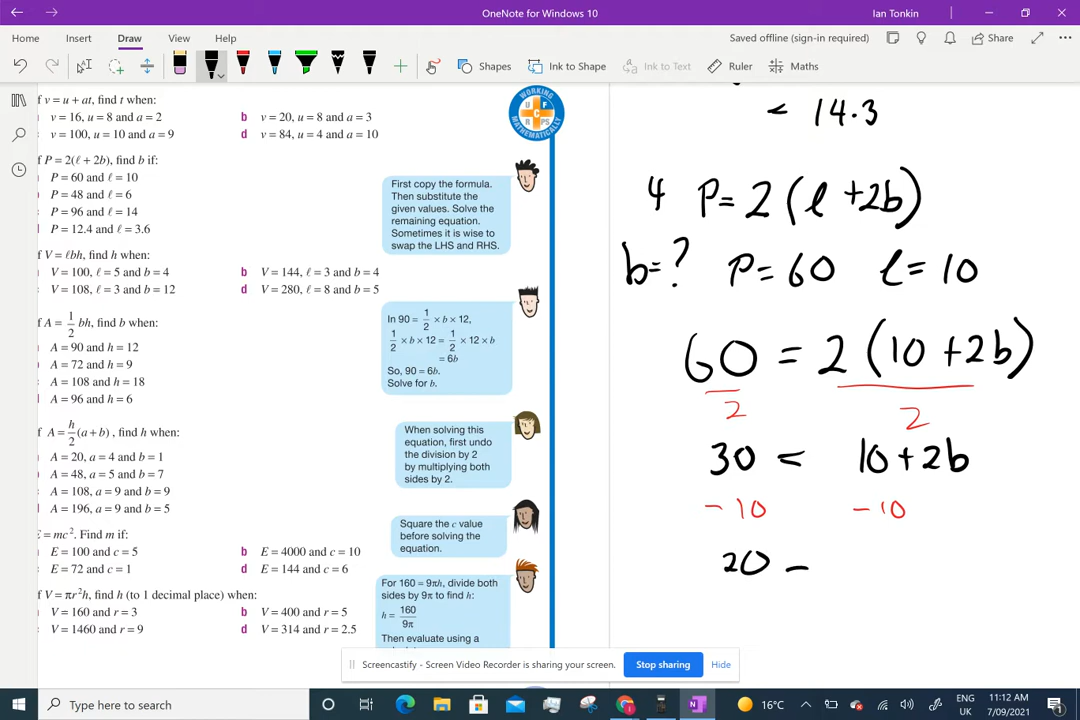 OneNote for Windows 10
Ian Tonkin
Home Insert Draw View Help
Saved offline (sign-in required)
Share
Shapes
Ink to Shape
Ink to Text
Ruler
Maths
f v = u + at, find t when:
v = 16, u = 8 and a = 2
b v = 20, u = 8 and a = 3
v = 100, u = 10 and a = 9
d v = 84, u = 4 and a = 10
f P = 2(ℓ + 2b), find b if:
P = 60 and ℓ = 10
P = 48 and ℓ = 6
P = 96 and ℓ = 14
P = 12.4 and ℓ = 3.6
f V = ℓbh, find h when:
V = 100, ℓ = 5 and b = 4
b V = 144, ℓ = 3 and b = 4
V = 108, ℓ = 3 and b = 12
d V = 280, ℓ = 8 and b = 5
f A = 1/2 bh, find b when:
A = 90 and h = 12
A = 72 and h = 9
A = 108 and h = 18
A = 96 and h = 6
f A = h/2 (a + b), find h when:
A = 20, a = 4 and b = 1
A = 48, a = 5 and b = 7
A = 108, a = 9 and b = 9
A = 196, a = 9 and b = 5
E = mc². Find m if:
E = 100 and c = 5
b E = 4000 and c = 10
E = 72 and c = 1
d E = 144 and c = 6
f V = πr²h, find h (to 1 decimal place) when:
V = 160 and r = 3
b V = 400 and r = 5
V = 1460 and r = 9
d V = 314 and r = 2.5
WORKING
MATHEMATICALLY
U F
C
R PS
First copy the formula.
Then substitute the
given values. Solve the
remaining equation.
Sometimes it is wise to
swap the LHS and RHS.
In 90 = 1/2 × b × 12,
1/2 × b × 12 = 1/2 × 12 × b
= 6b
So, 90 = 6b.
Solve for b.
When solving this
equation, first undo
the division by 2
by multiplying both
sides by 2.
Square the c value
before solving the
equation.
For 160 = 9πh, divide both
sides by 9π to find h:
h = 160/9π
Then evaluate using a
= 14.3
4 P = 2 (l + 2b)
b = ? P = 60 l = 10
60 = 2 (10 + 2b)
2 2
30 = 10 + 2b
- 10 - 10
20 -
Screencastify - Screen Video Recorder is sharing your screen.
Stop sharing
Hide
Type here to search
16°C
ENG
UK
11:12 AM
7/09/2021